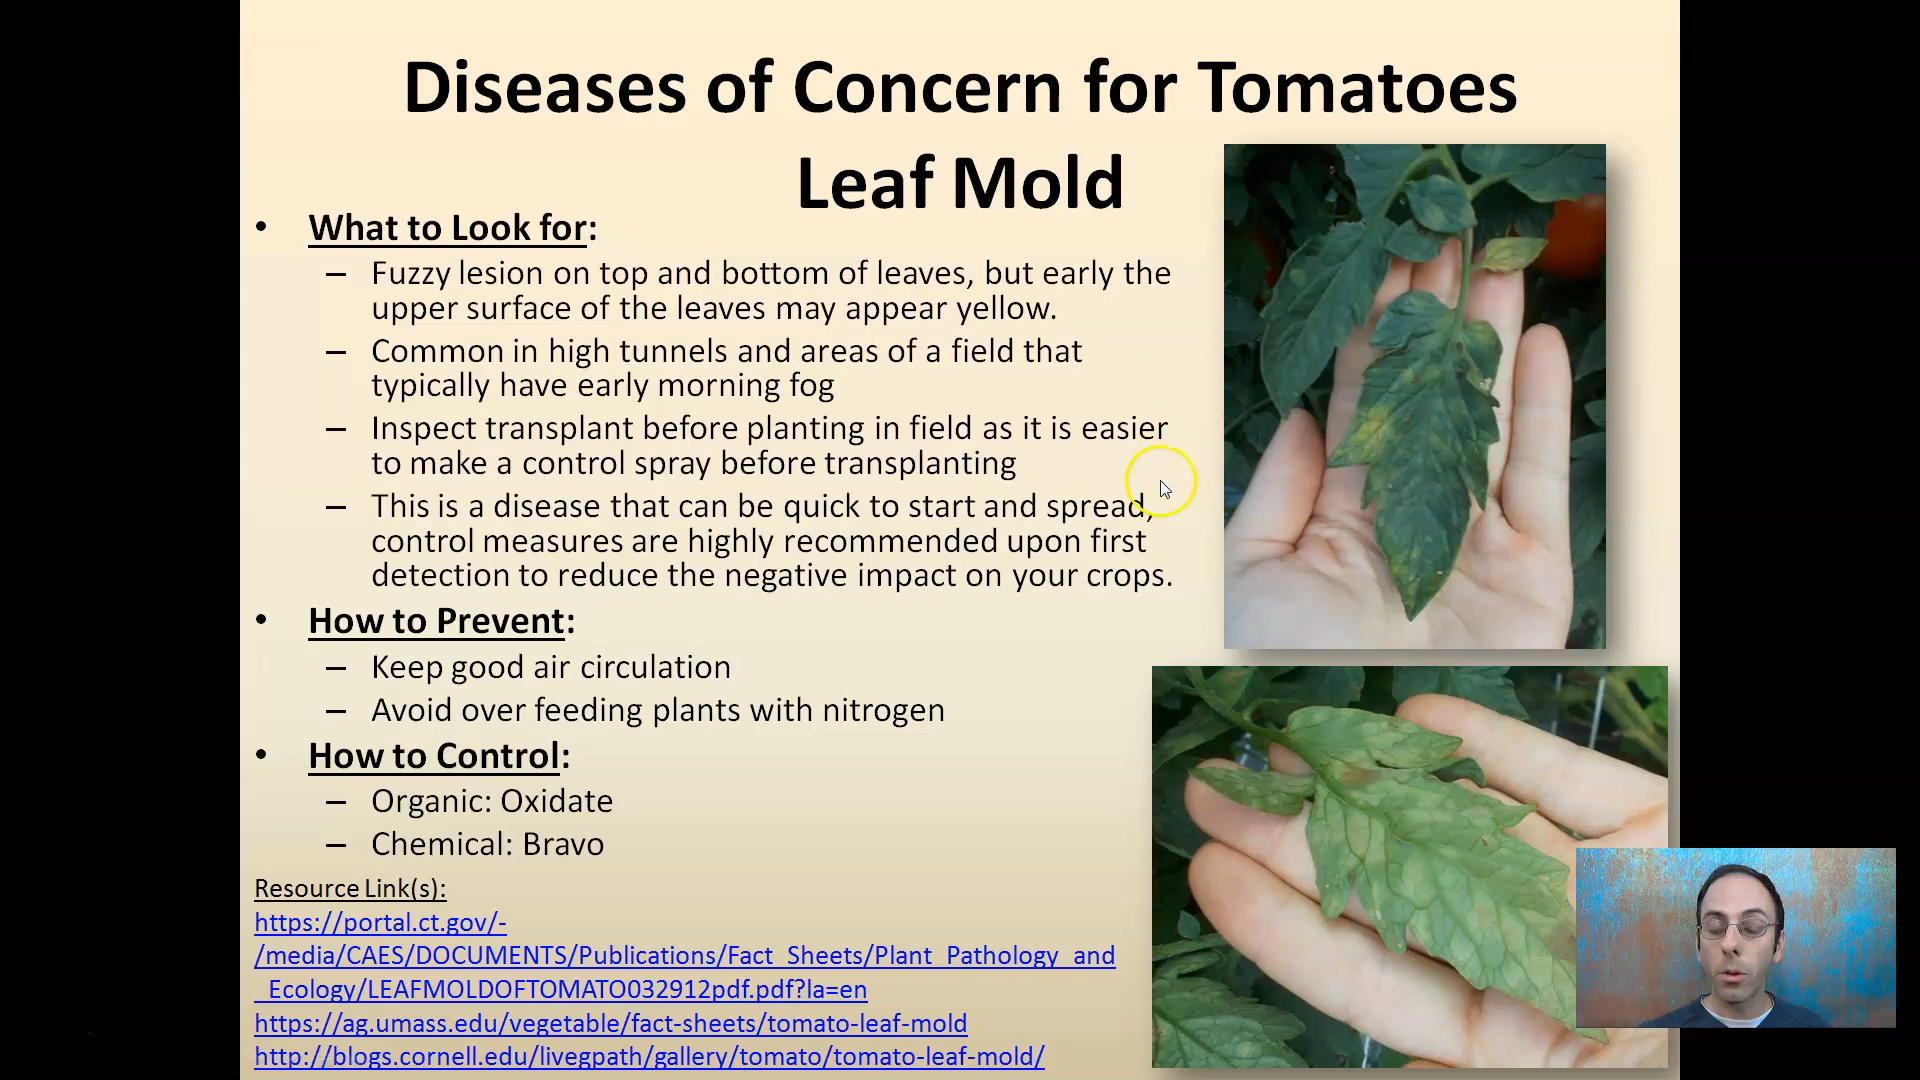 Diseases of Concern for Tomatoes
Leaf Mold
• What to Look for:
– Fuzzy lesion on top and bottom of leaves, but early the
upper surface of the leaves may appear yellow.
– Common in high tunnels and areas of a field that
typically have early morning fog
– Inspect transplant before planting in field as it is easier
to make a control spray before transplanting
– This is a disease that can be quick to start and spread,
control measures are highly recommended upon first
detection to reduce the negative impact on your crops.
• How to Prevent:
– Keep good air circulation
– Avoid over feeding plants with nitrogen
• How to Control:
– Organic: Oxidate
– Chemical: Bravo
Resource Link(s):
https://portal.ct.gov/-
/media/CAES/DOCUMENTS/Publications/Fact_Sheets/Plant_Pathology_and
_Ecology/LEAFMOLDOFTOMATO032912pdf.pdf?la=en
https://ag.umass.edu/vegetable/fact-sheets/tomato-leaf-mold
http://blogs.cornell.edu/livegpath/gallery/tomato/tomato-leaf-mold/